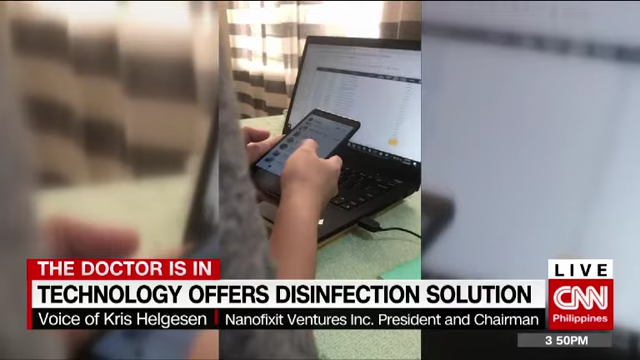 THE DOCTOR IS IN
TECHNOLOGY OFFERS DISINFECTION SOLUTION
Voice of Kris Helgesen Nanofixit Ventures Inc. President and Chairman
LIVE
CNN
Philippines
3 50PM